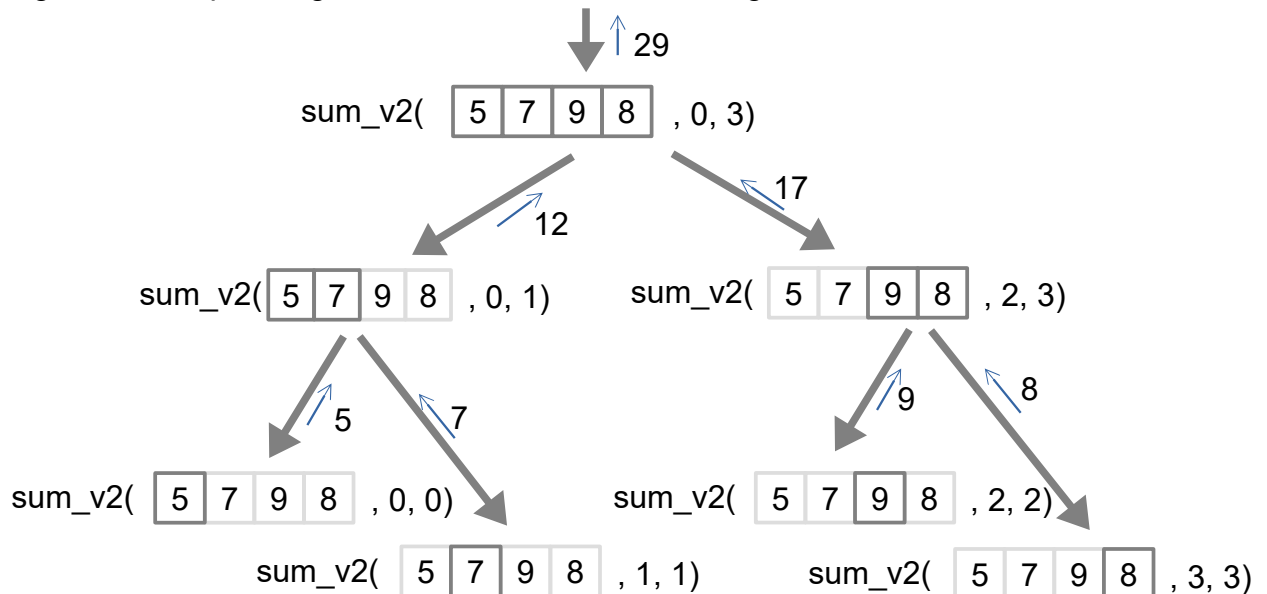 29
sum_v2( 5 7 9 8 , 0, 3)
12
17
sum_v2( 5 7 9 8 , 0, 1)
sum_v2( 5 7 9 8 , 2, 3)
5
7
9
8
sum_v2( 5 7 9 8 , 0, 0)
sum_v2( 5 7 9 8 , 2, 2)
sum_v2( 5 7 9 8 , 1, 1)
sum_v2( 5 7 9 8 , 3, 3)